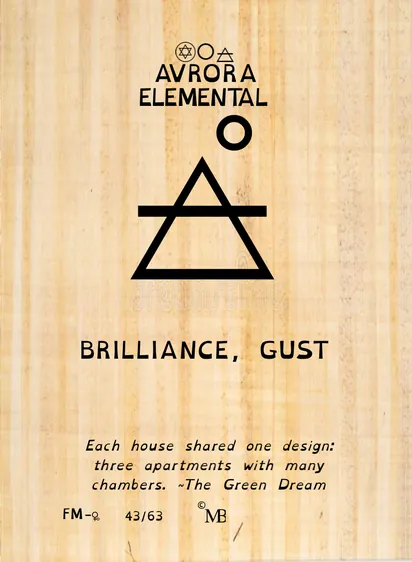 AVRORA
ELEMENTAL
BRILLIANCE, GUST
Each house shared one design:
three apartments with many
chambers. ~The Green Dream
FM-♀ 43/63 © MB